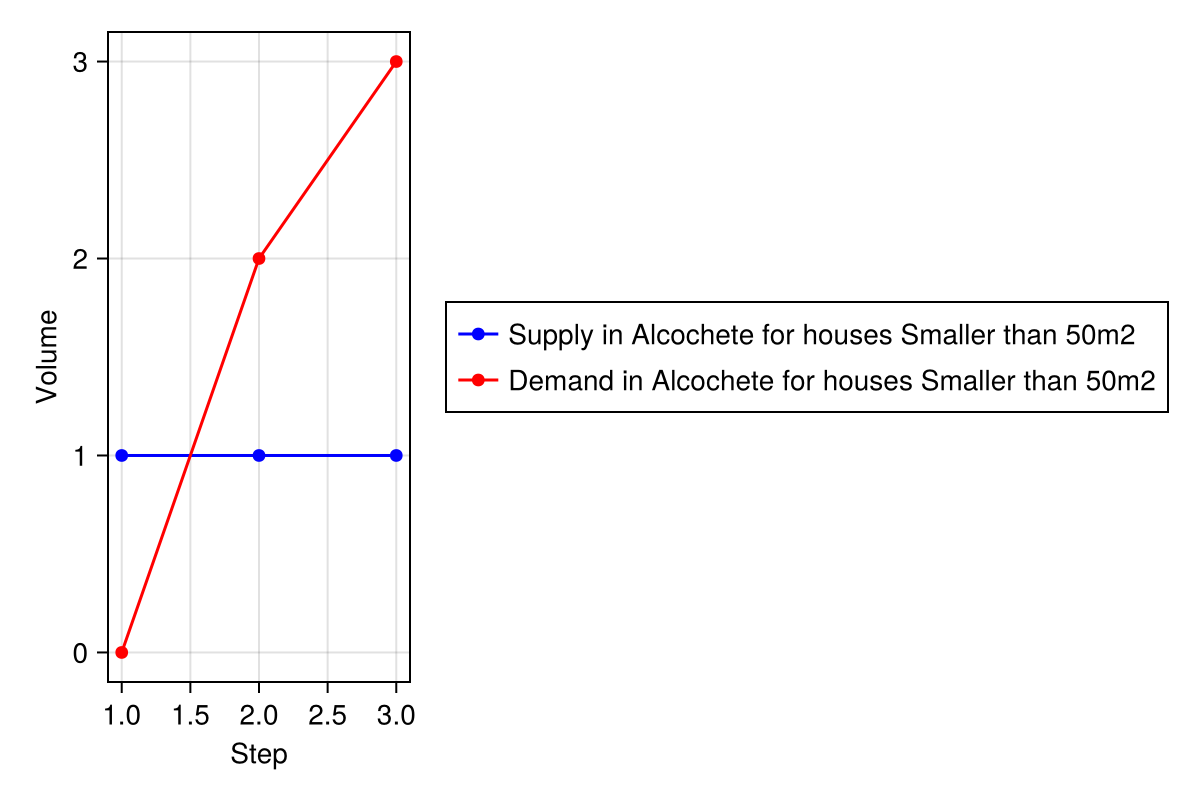 3
2
1
0
Volume
1.0 1.5 2.0 2.5 3.0
Step
Supply in Alcochete for houses Smaller than 50m2
Demand in Alcochete for houses Smaller than 50m2